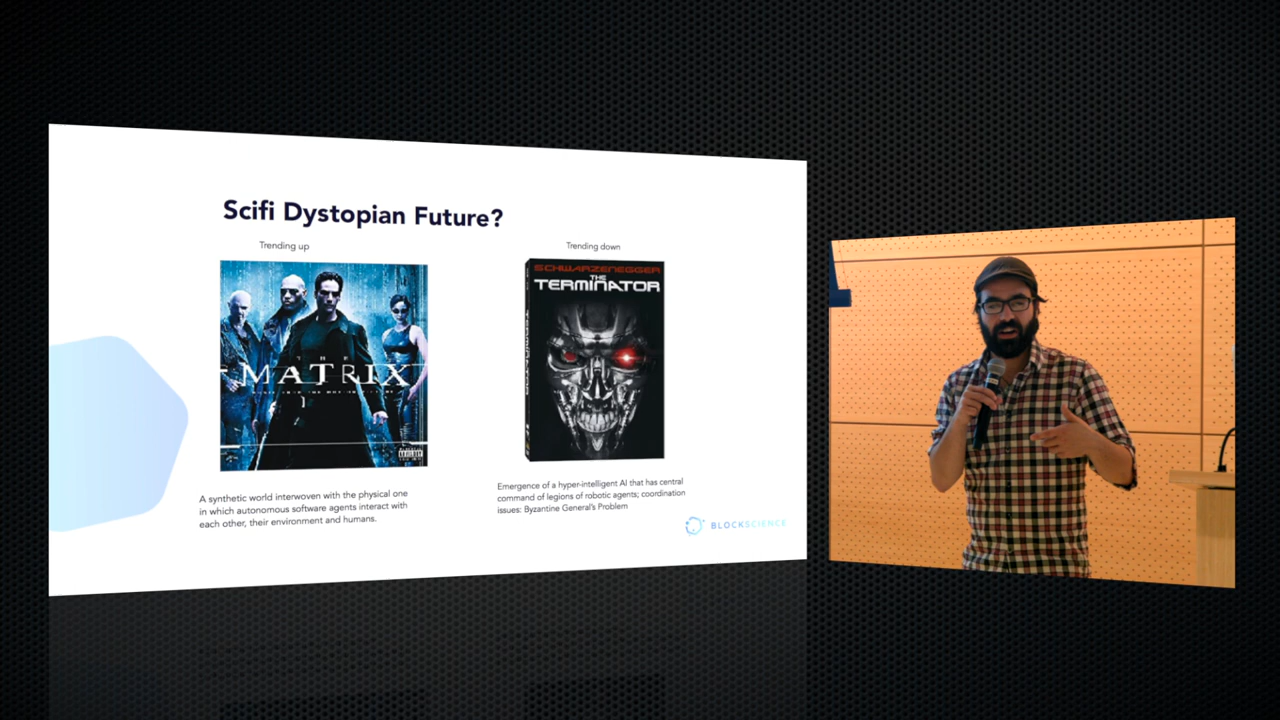 Scifi Dystopian Future?
Trending up
Trending down
THE
MATRIX
SCHWARZENEGGER
THE
TERMINATOR
TERMINATOR
A synthetic world interwoven with the physical one
in which autonomous software agents interact with
each other, their environment and humans.
Emergence of a hyper-intelligent AI that has central
command of legions of robotic agents; coordination
issues: Byzantine General's Problem
BLOCKSCIENCE